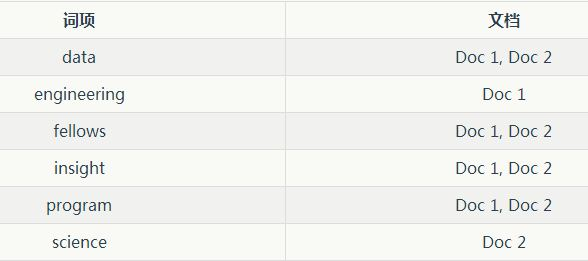 词项 文档
data Doc 1, Doc 2
engineering Doc 1
fellows Doc 1, Doc 2
insight Doc 1, Doc 2
program Doc 1, Doc 2
science Doc 2